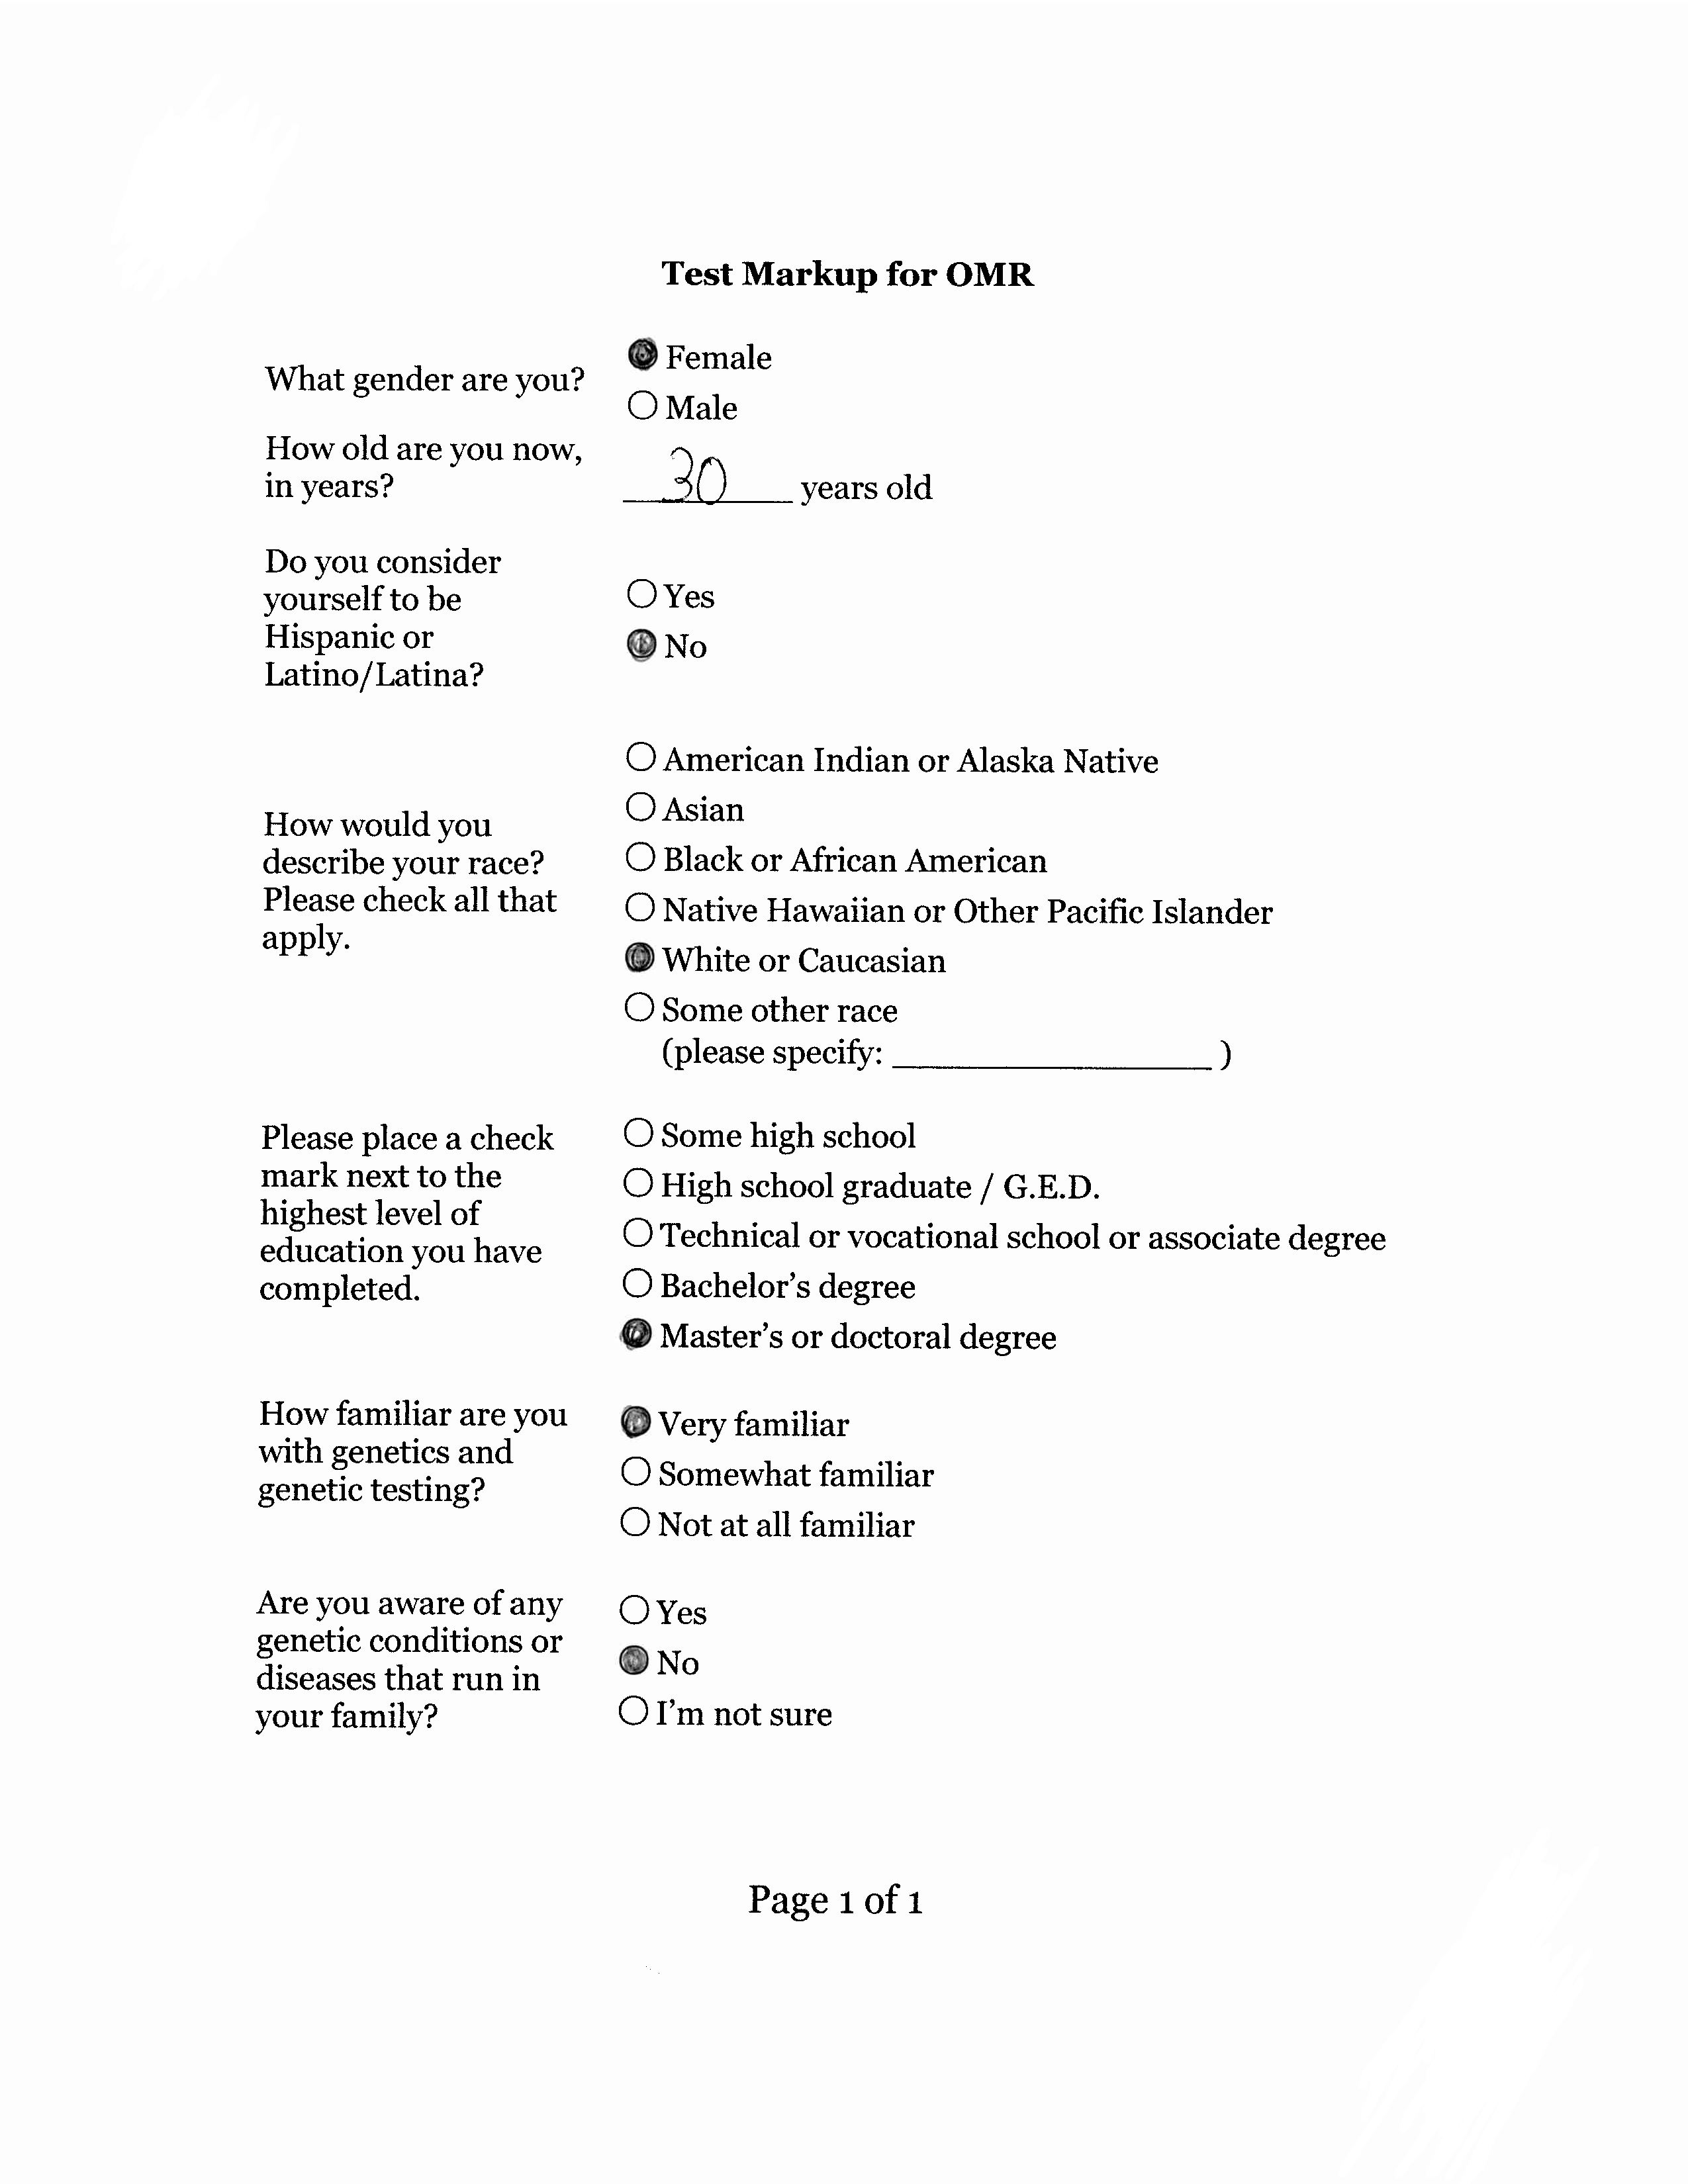 Test Markup for OMR
What gender are you?
Female
Male
How old are you now,
in years?
30 years old
Do you consider
yourself to be
Hispanic or
Latino/Latina?
Yes
No
How would you
describe your race?
Please check all that
apply.
American Indian or Alaska Native
Asian
Black or African American
Native Hawaiian or Other Pacific Islander
White or Caucasian
Some other race
(please specify: )
Please place a check
mark next to the
highest level of
education you have
completed.
Some high school
High school graduate / G.E.D.
Technical or vocational school or associate degree
Bachelor's degree
Master's or doctoral degree
How familiar are you
with genetics and
genetic testing?
Very familiar
Somewhat familiar
Not at all familiar
Are you aware of any
genetic conditions or
diseases that run in
your family?
Yes
No
I'm not sure
Page 1 of 1